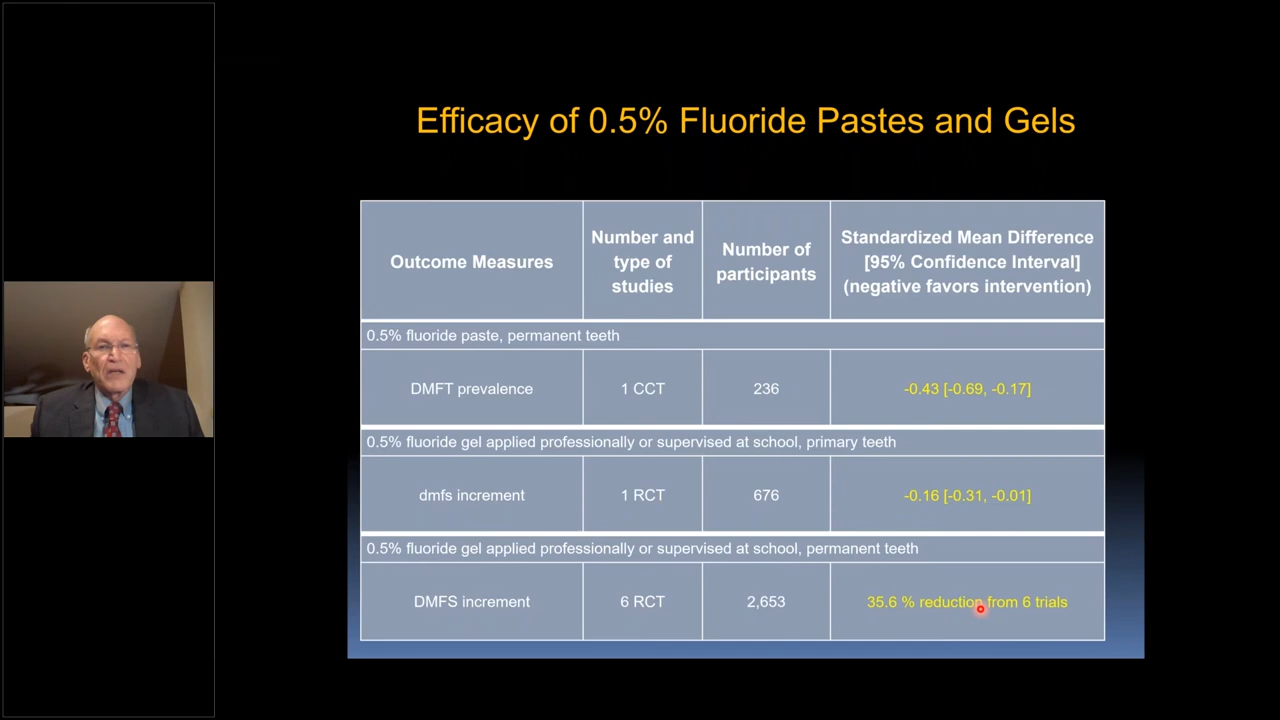 Efficacy of 0.5% Fluoride Pastes and Gels
Outcome Measures
Number and
type of
studies
Number of
participants
Standardized Mean Difference
[95% Confidence Interval]
(negative favors intervention)
0.5% fluoride paste, permanent teeth
DMFT prevalence
1 CCT
236
-0.43 [-0.69, -0.17]
0.5% fluoride gel applied professionally or supervised at school, primary teeth
dmfs increment
1 RCT
676
-0.16 [-0.31, -0.01]
0.5% fluoride gel applied professionally or supervised at school, permanent teeth
DMFS increment
6 RCT
2,653
35.6 % reduction from 6 trials